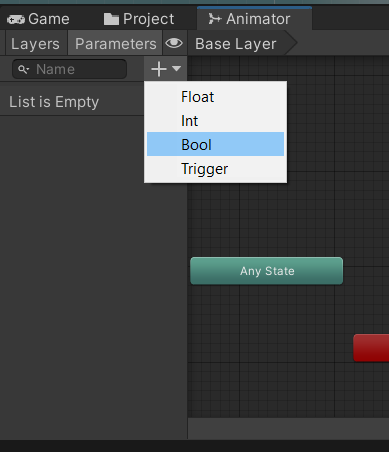 Game Project Animator
Layers Parameters Base Layer
Name
List is Empty
Float
Int
Bool
Trigger
Any State